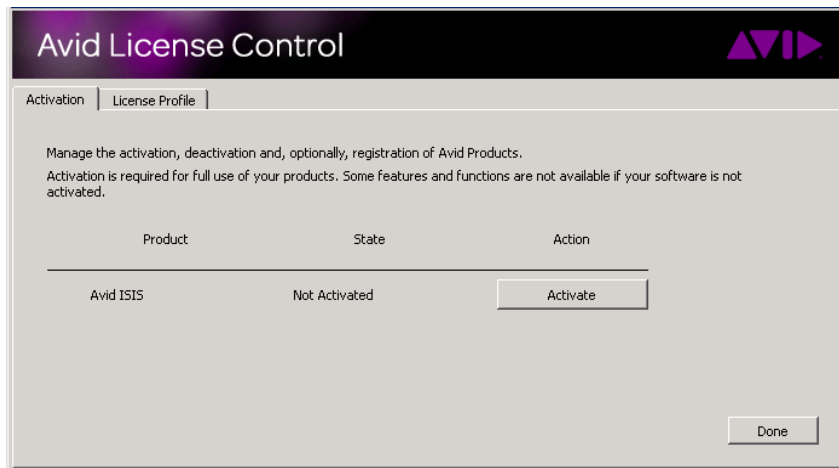 Avid License Control
AVID
Activation License Profile
Manage the activation, deactivation and, optionally, registration of Avid Products.
Activation is required for full use of your products. Some features and functions are not available if your software is not
activated.
Product State Action
Avid ISIS Not Activated Activate
Done